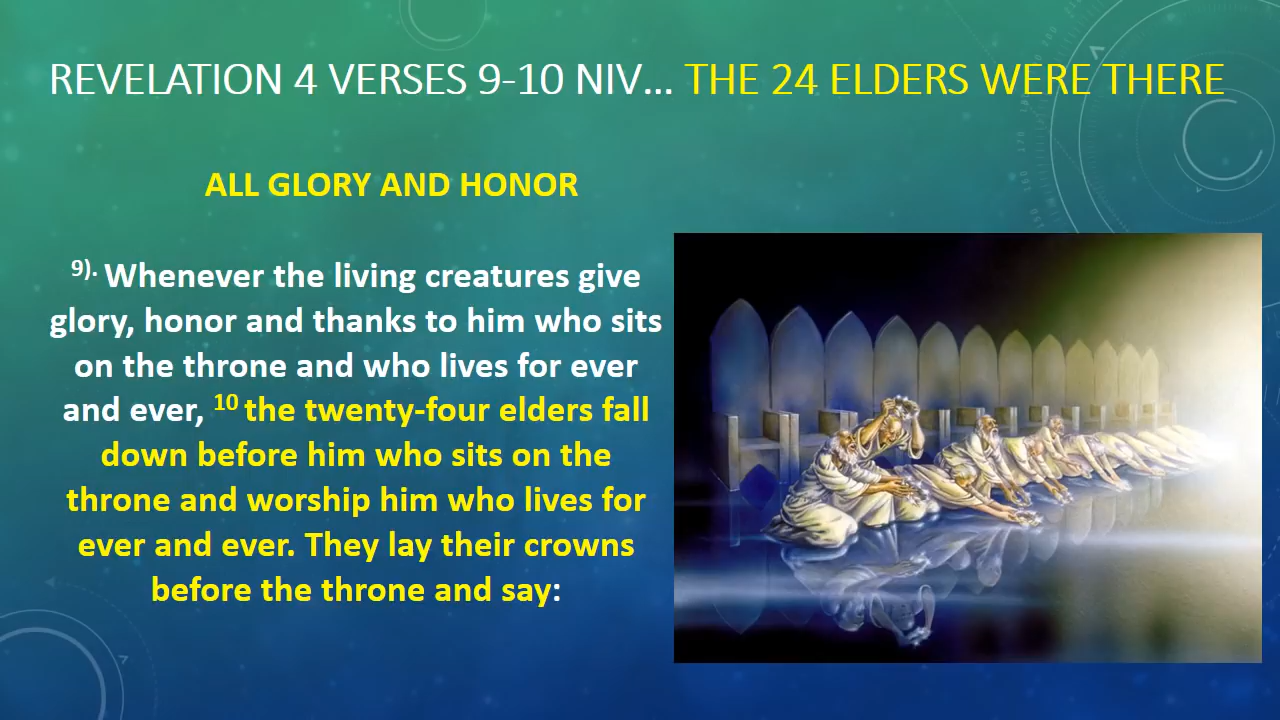 REVELATION 4 VERSES 9-10 NIV... THE 24 ELDERS WERE THERE
ALL GLORY AND HONOR
9). Whenever the living creatures give
glory, honor and thanks to him who sits
on the throne and who lives for ever
and ever, 10 the twenty-four elders fall
down before him who sits on the
throne and worship him who lives for
ever and ever. They lay their crowns
before the throne and say: